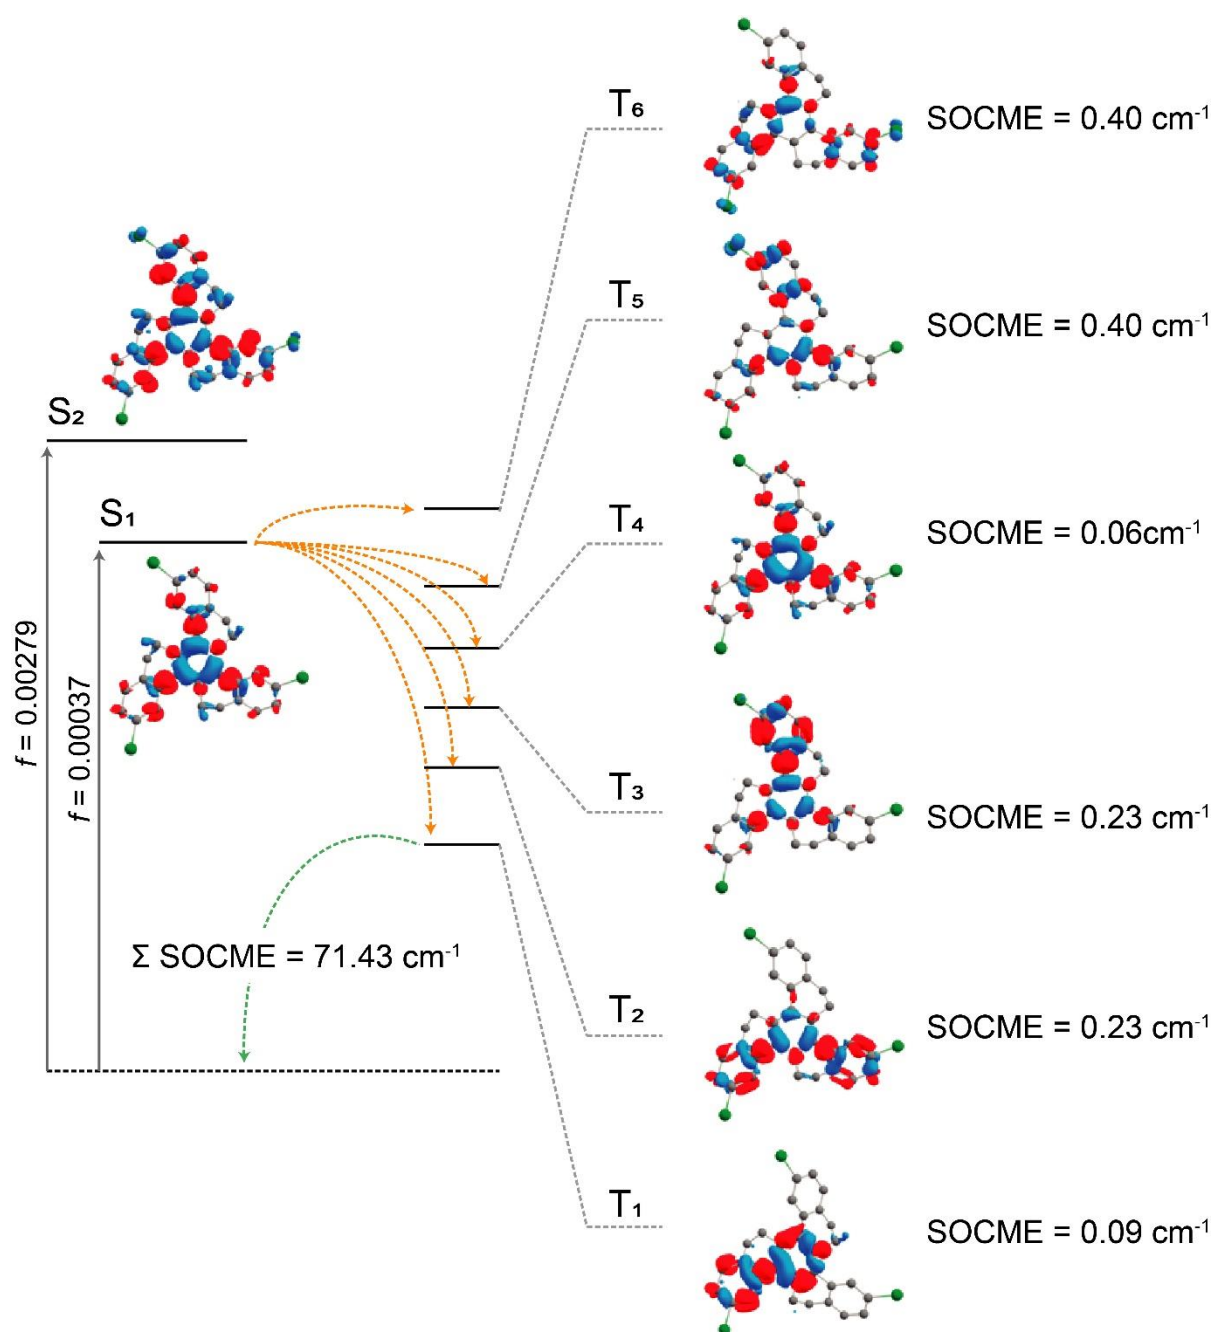 T₆
SOCME = 0.40 cm⁻¹
T₅
SOCME = 0.40 cm⁻¹
S₂
S₁
T₄
SOCME = 0.06cm⁻¹
f = 0.00279
f = 0.00037
T₃
SOCME = 0.23 cm⁻¹
Σ SOCME = 71.43 cm⁻¹
T₂
SOCME = 0.23 cm⁻¹
T₁
SOCME = 0.09 cm⁻¹